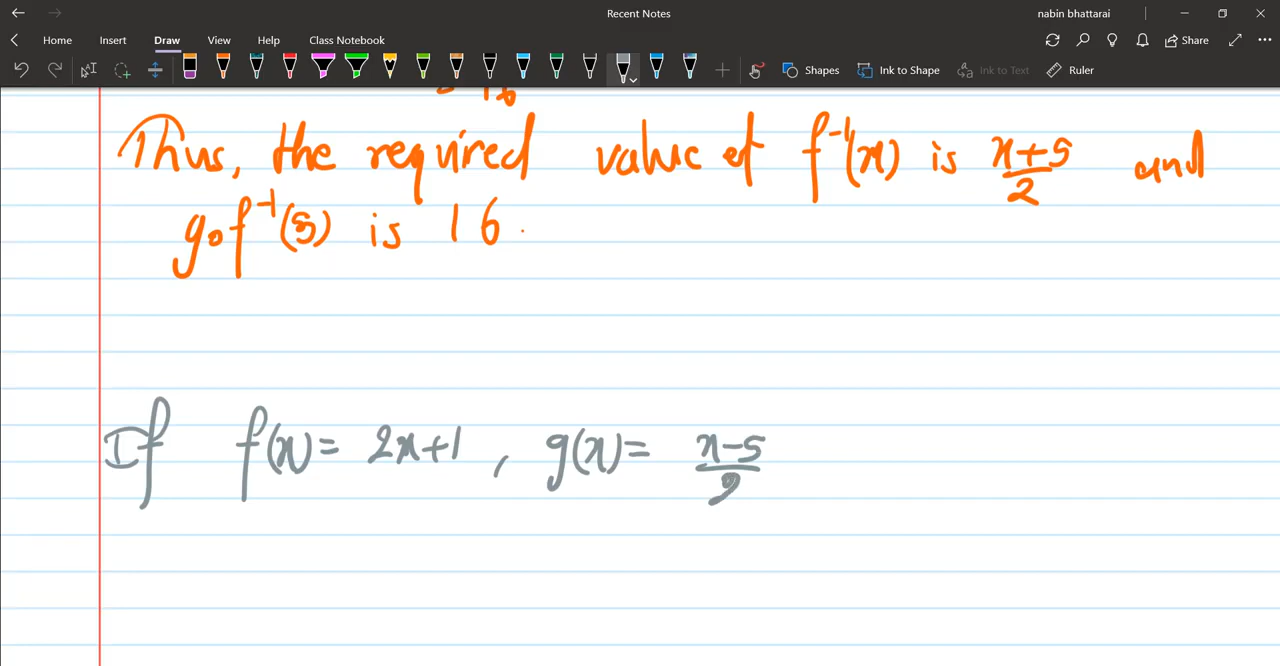 Recent Notes
nabin bhattarai
Home Insert Draw View Help Class Notebook
Share
Shapes Ink to Shape Ink to Text Ruler
= 16
Thus, the required value of f⁻¹(x) is x+5/2 and
gof⁻¹(5) is 16.
If f(x)= 2x+1 , g(x)= x-5/